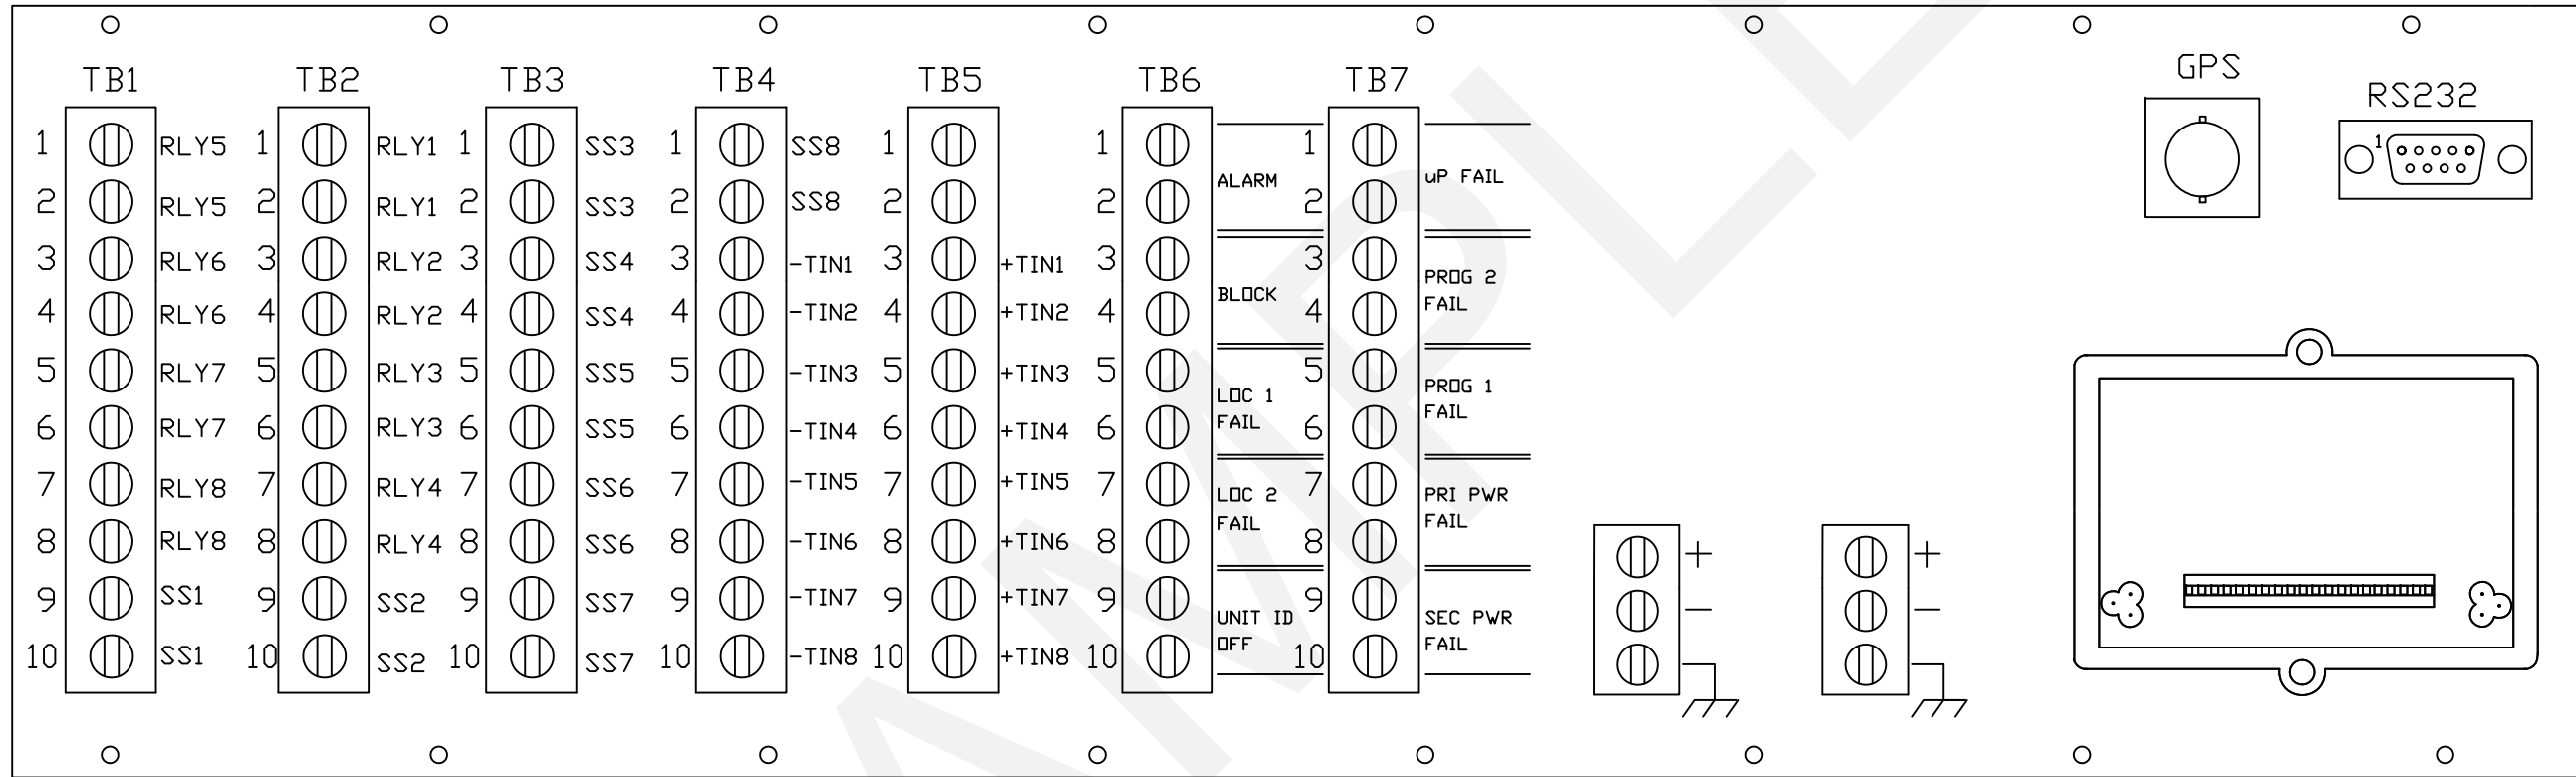 GPS
TB1 TB2 TB3 TB4 TB5 TB6 TB7
RS232
1 RLY5 1 RLY1 1 SS3 1 SS8 1 1 1 1
2 RLY5 2 RLY1 2 SS3 2 SS8 2 2 ALARM 2 uP FAIL
3 RLY6 3 RLY2 3 SS4 3 -TIN1 3 +TIN1 3 3 PROG 2
4 RLY6 4 RLY2 4 SS4 4 -TIN2 4 +TIN2 4 BLOCK 4 FAIL
5 RLY7 5 RLY3 5 SS5 5 -TIN3 5 +TIN3 5 LOC 1 5 PROG 1
6 RLY7 6 RLY3 6 SS5 6 -TIN4 6 +TIN4 6 FAIL 6 FAIL
7 RLY8 7 RLY4 7 SS6 7 -TIN5 7 +TIN5 7 LOC 2 7 PRI PWR
8 RLY8 8 RLY4 8 SS6 8 -TIN6 8 +TIN6 8 FAIL 8 FAIL
+ +
9 SS1 9 SS2 9 SS7 9 -TIN7 9 +TIN7 9 UNIT ID 9 SEC PWR
− −
10 SS1 10 SS2 10 SS7 10 -TIN8 10 +TIN8 10 OFF 10 FAIL